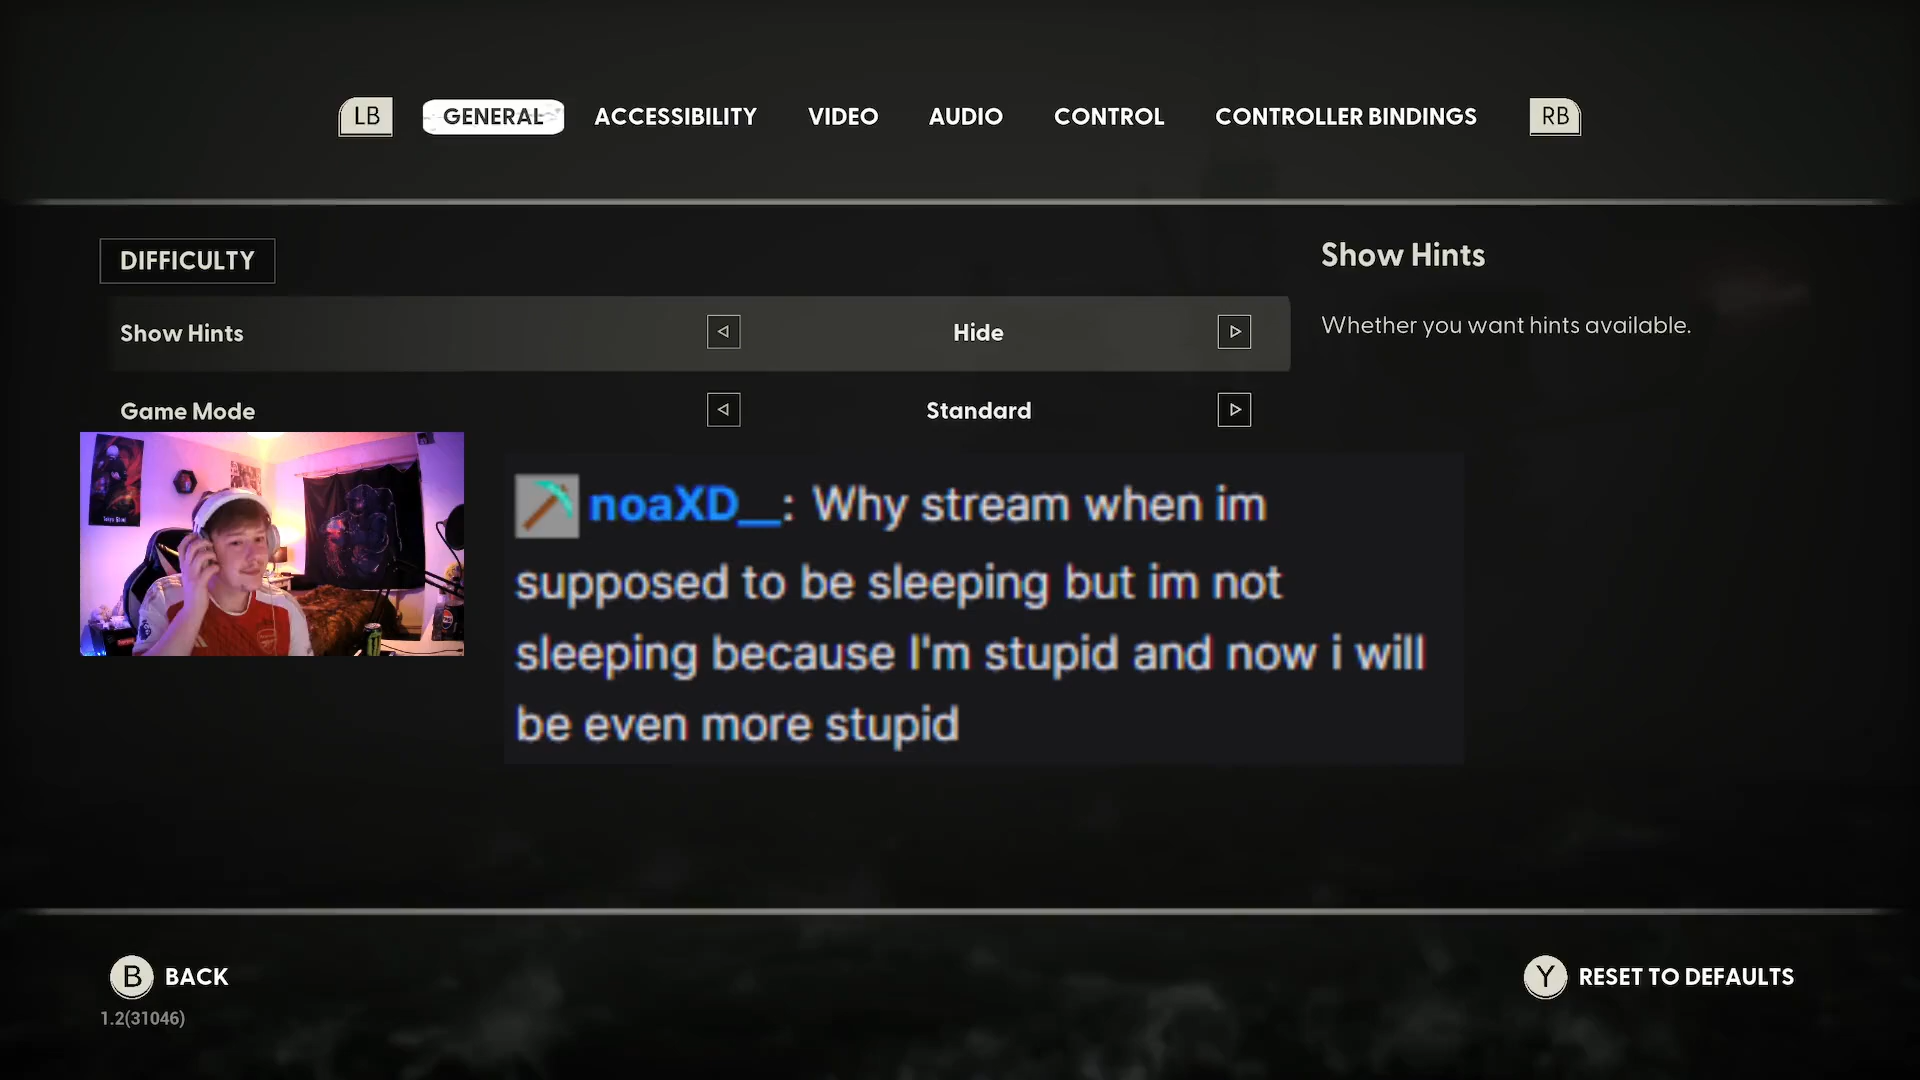 LB GENERAL ACCESSIBILITY VIDEO AUDIO CONTROL CONTROLLER BINDINGS RB
DIFFICULTY
Show Hints Hide
Game Mode Standard
Show Hints
Whether you want hints available.
noaXD__: Why stream when im
supposed to be sleeping but im not
sleeping because I'm stupid and now i will
be even more stupid
B BACK
1.2(31046)
Y RESET TO DEFAULTS